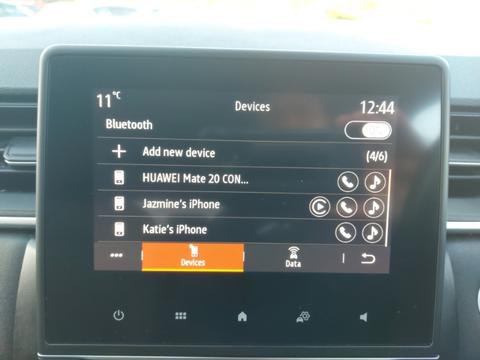 11°C Devices 12:44
Bluetooth
Add new device (4/6)
HUAWEI Mate 20 CON...
Jazmine's iPhone
Katie's iPhone
Devices Data